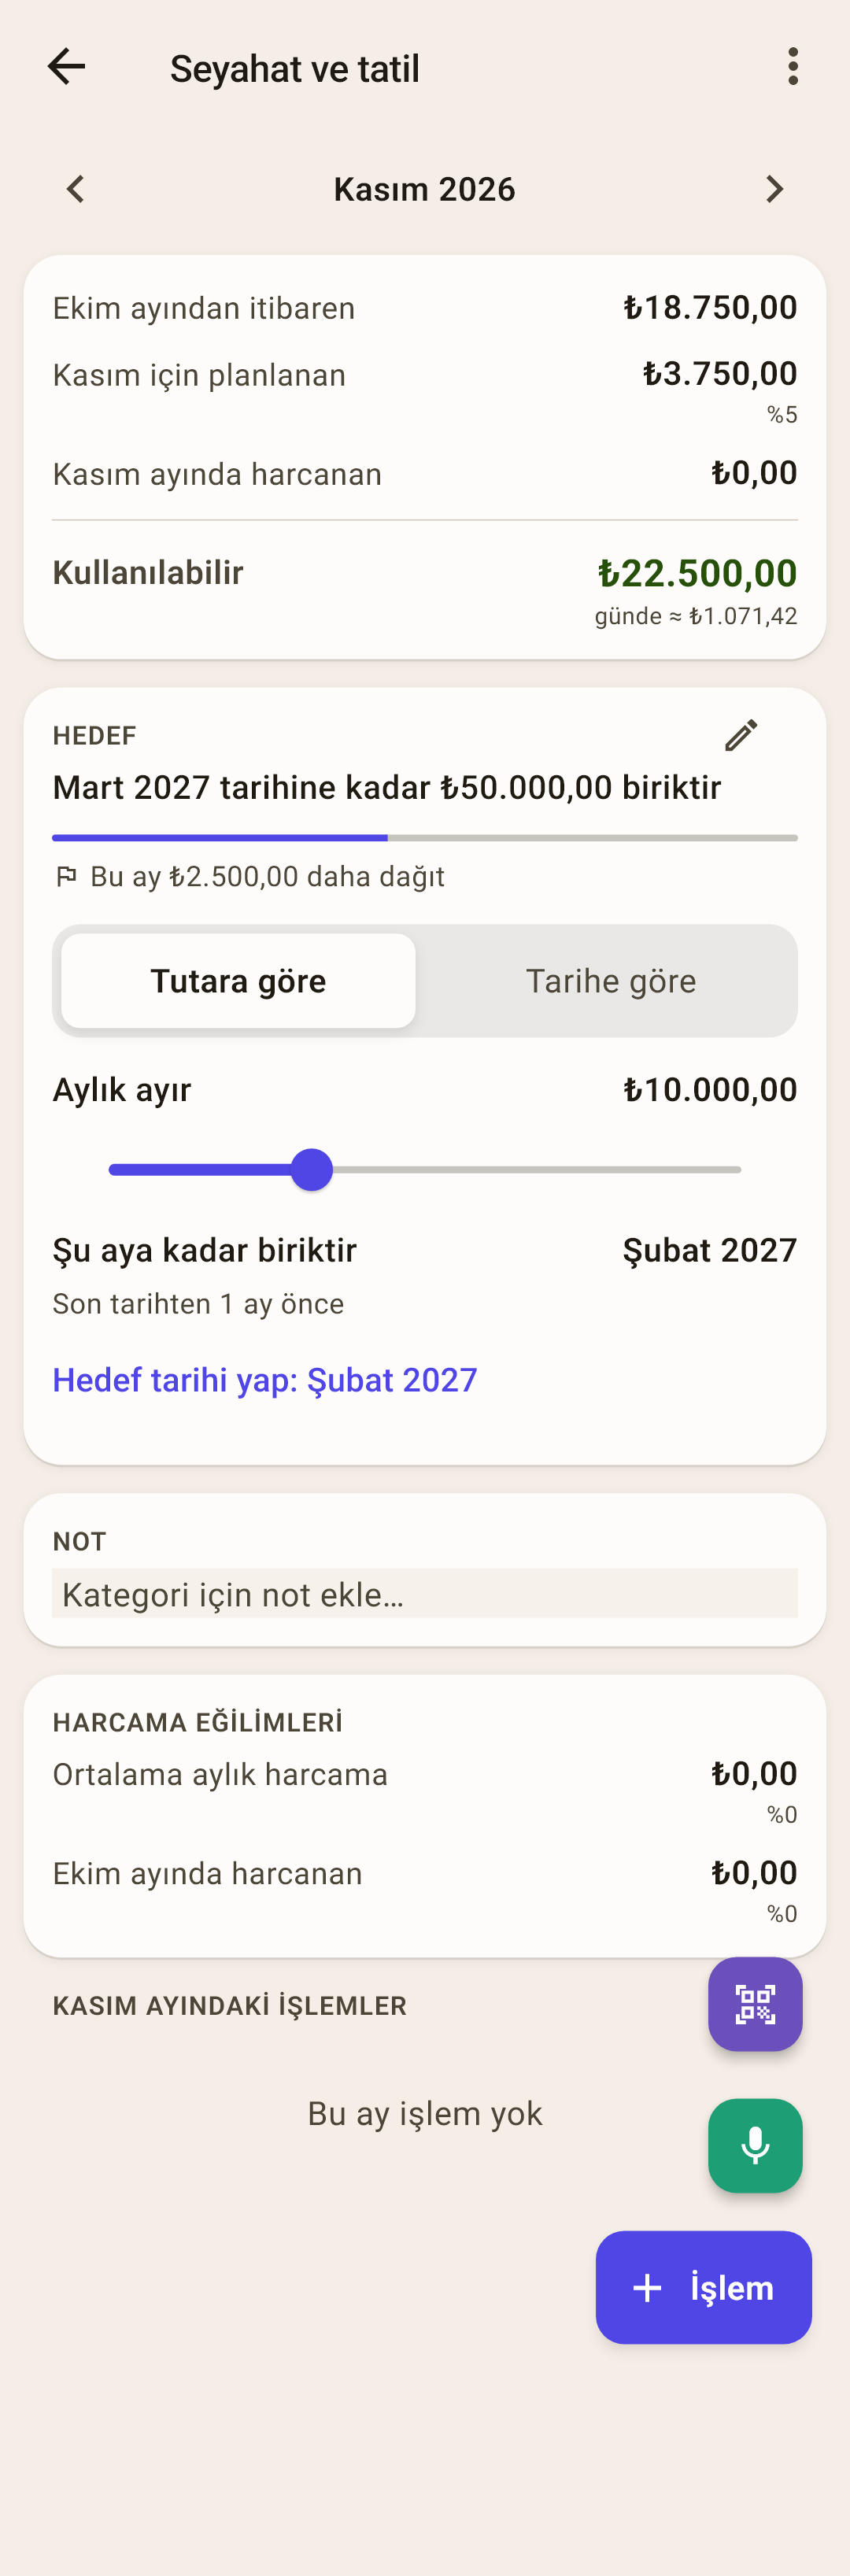 Seyahat ve tatil
Kasım 2026
Ekim ayından itibaren ₺18.750,00
Kasım için planlanan ₺3.750,00
%5
Kasım ayında harcanan ₺0,00
Kullanılabilir ₺22.500,00
günde ≈ ₺1.071,42
HEDEF
Mart 2027 tarihine kadar ₺50.000,00 biriktir
Bu ay ₺2.500,00 daha dağıt
Tutara göre Tarihe göre
Aylık ayır ₺10.000,00
Şu aya kadar biriktir Şubat 2027
Son tarihten 1 ay önce
Hedef tarihi yap: Şubat 2027
NOT
Kategori için not ekle…
HARCAMA EĞİLİMLERİ
Ortalama aylık harcama ₺0,00
%0
Ekim ayında harcanan ₺0,00
%0
KASIM AYINDAKİ İŞLEMLER
Bu ay işlem yok
İşlem